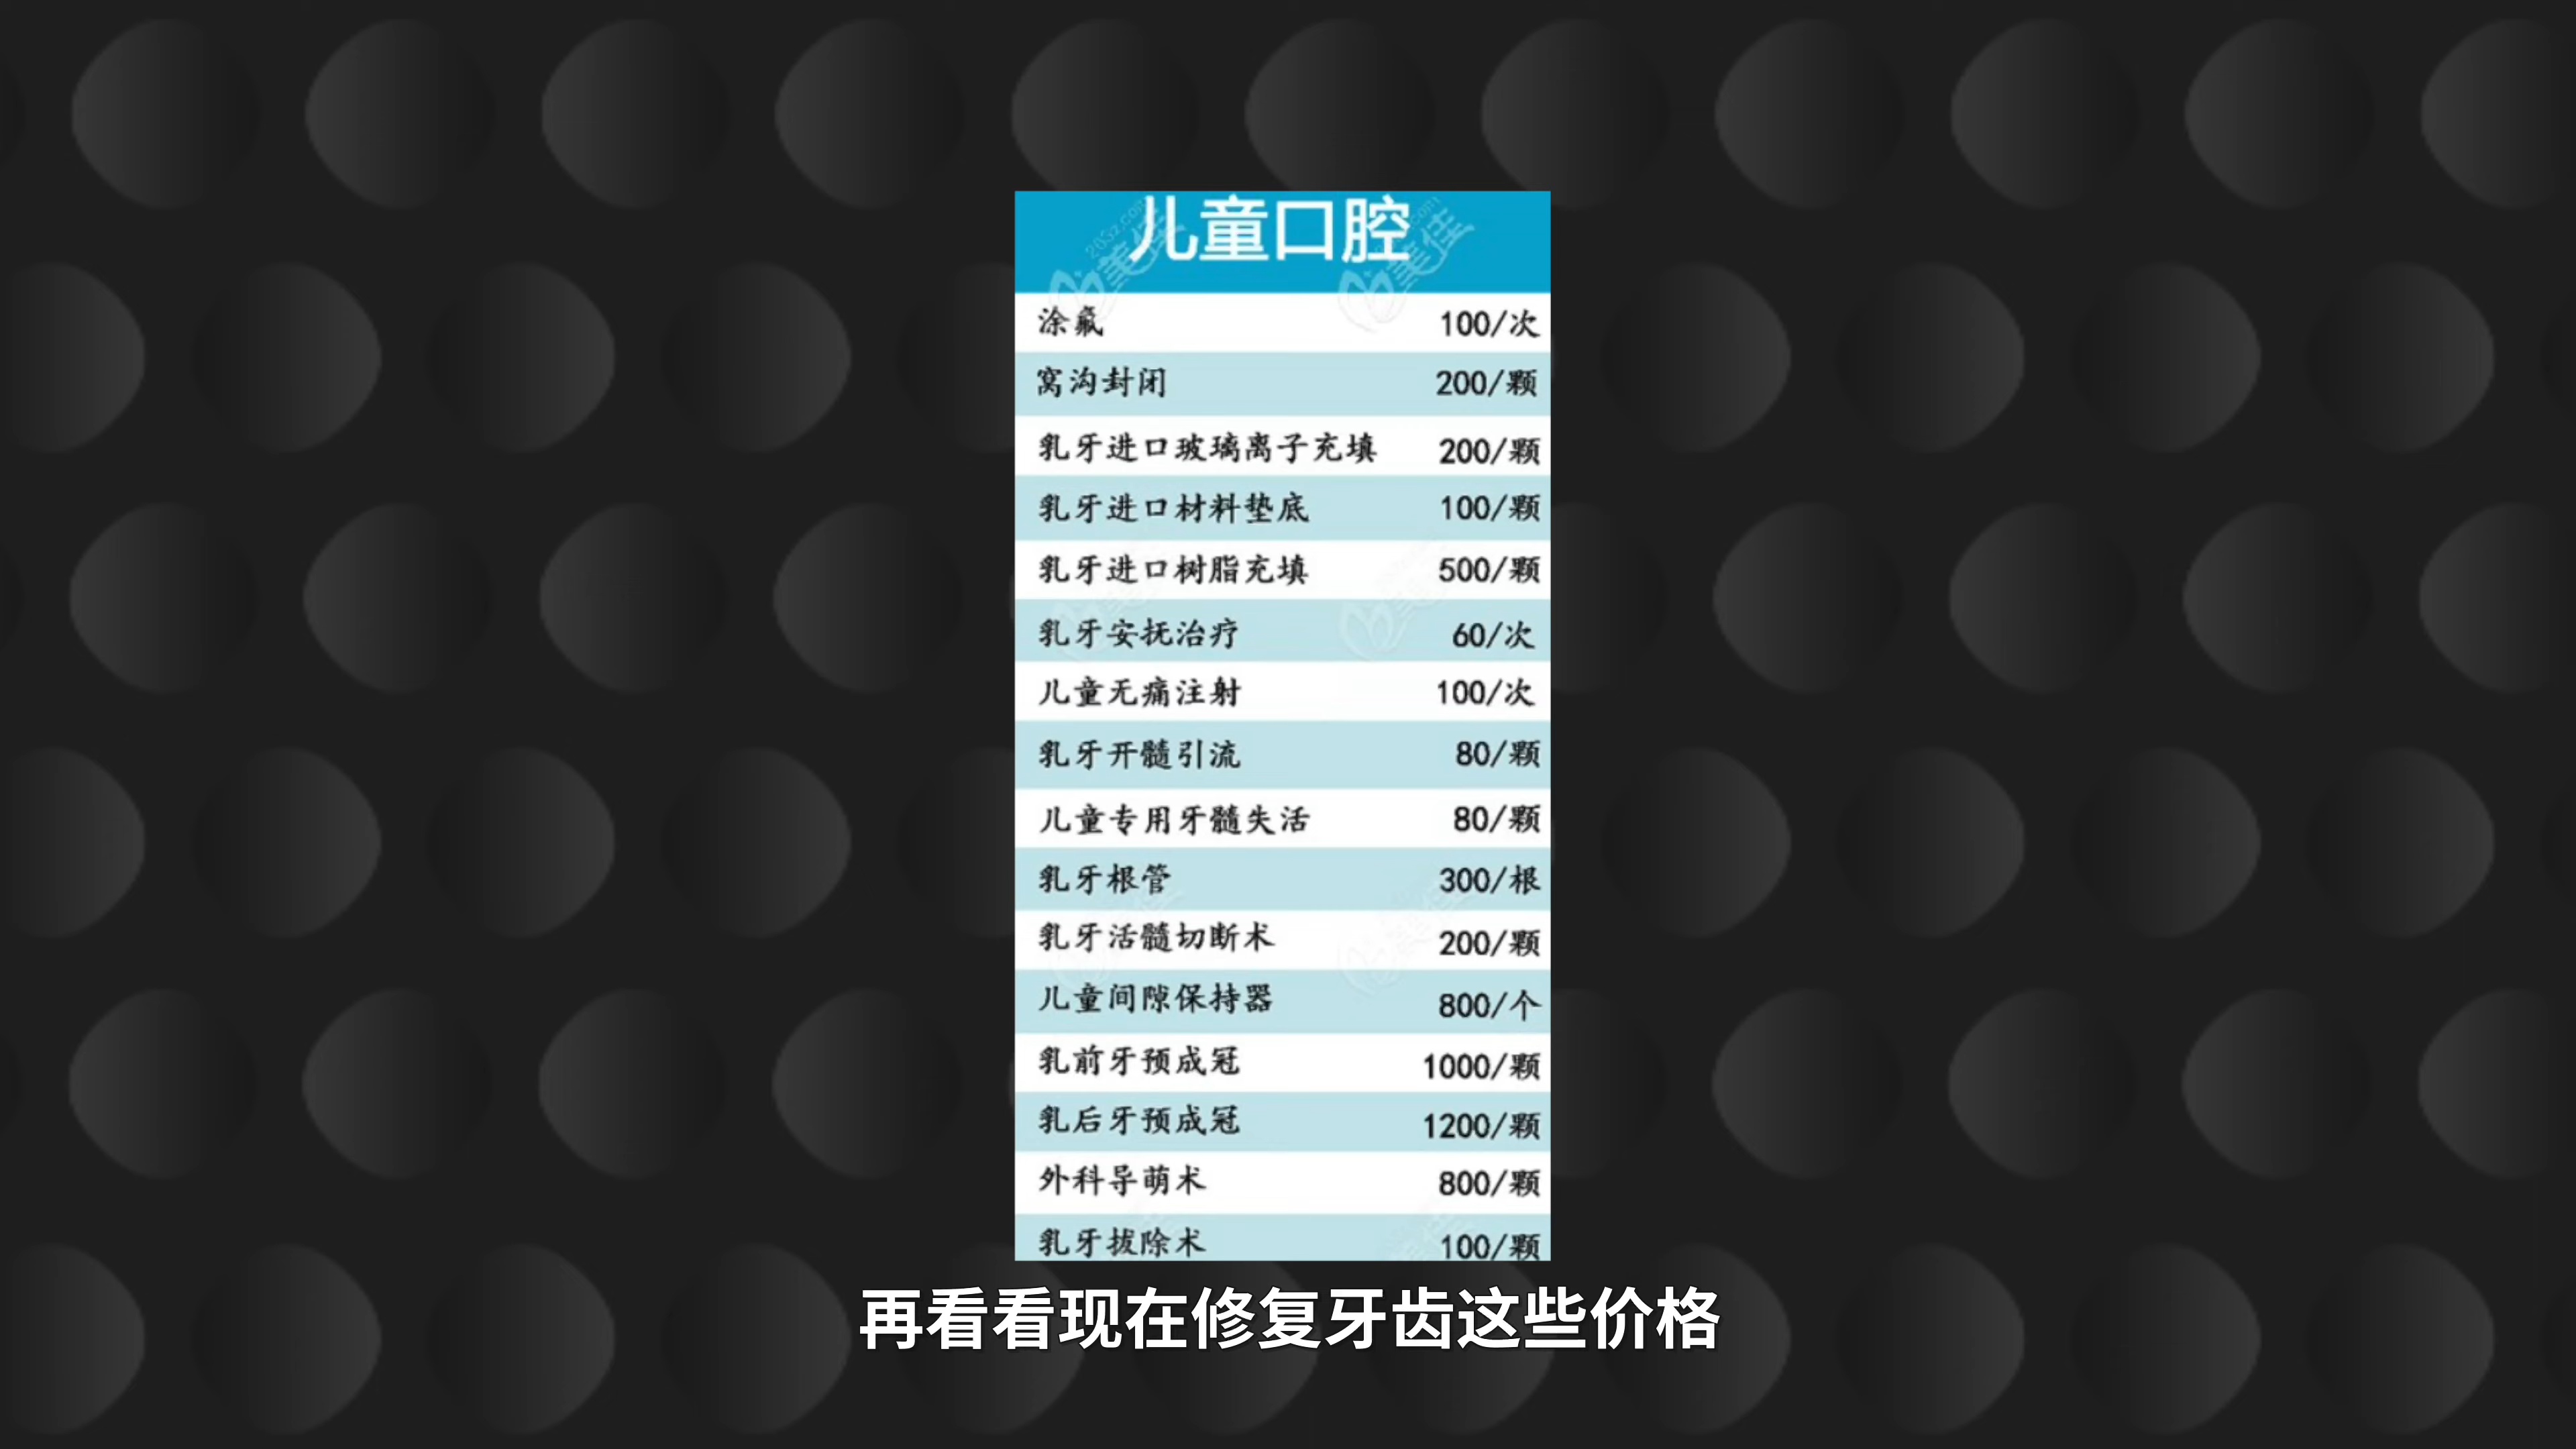 儿童口腔
涂氟 100/次
窝沟封闭 200/颗
乳牙进口玻璃离子充填 200/颗
乳牙进口材料垫底 100/颗
乳牙进口树脂充填 500/颗
乳牙安抚治疗 60/次
儿童无痛注射 100/次
乳牙开髓引流 80/颗
儿童专用牙髓失活 80/颗
乳牙根管 300/根
乳牙活髓切断术 200/颗
儿童间隙保持器 800/个
乳前牙预成冠 1000/颗
乳后牙预成冠 1200/颗
外科导萌术 800/颗
乳牙拔除术 100/颗
再看看现在修复牙齿这些价格